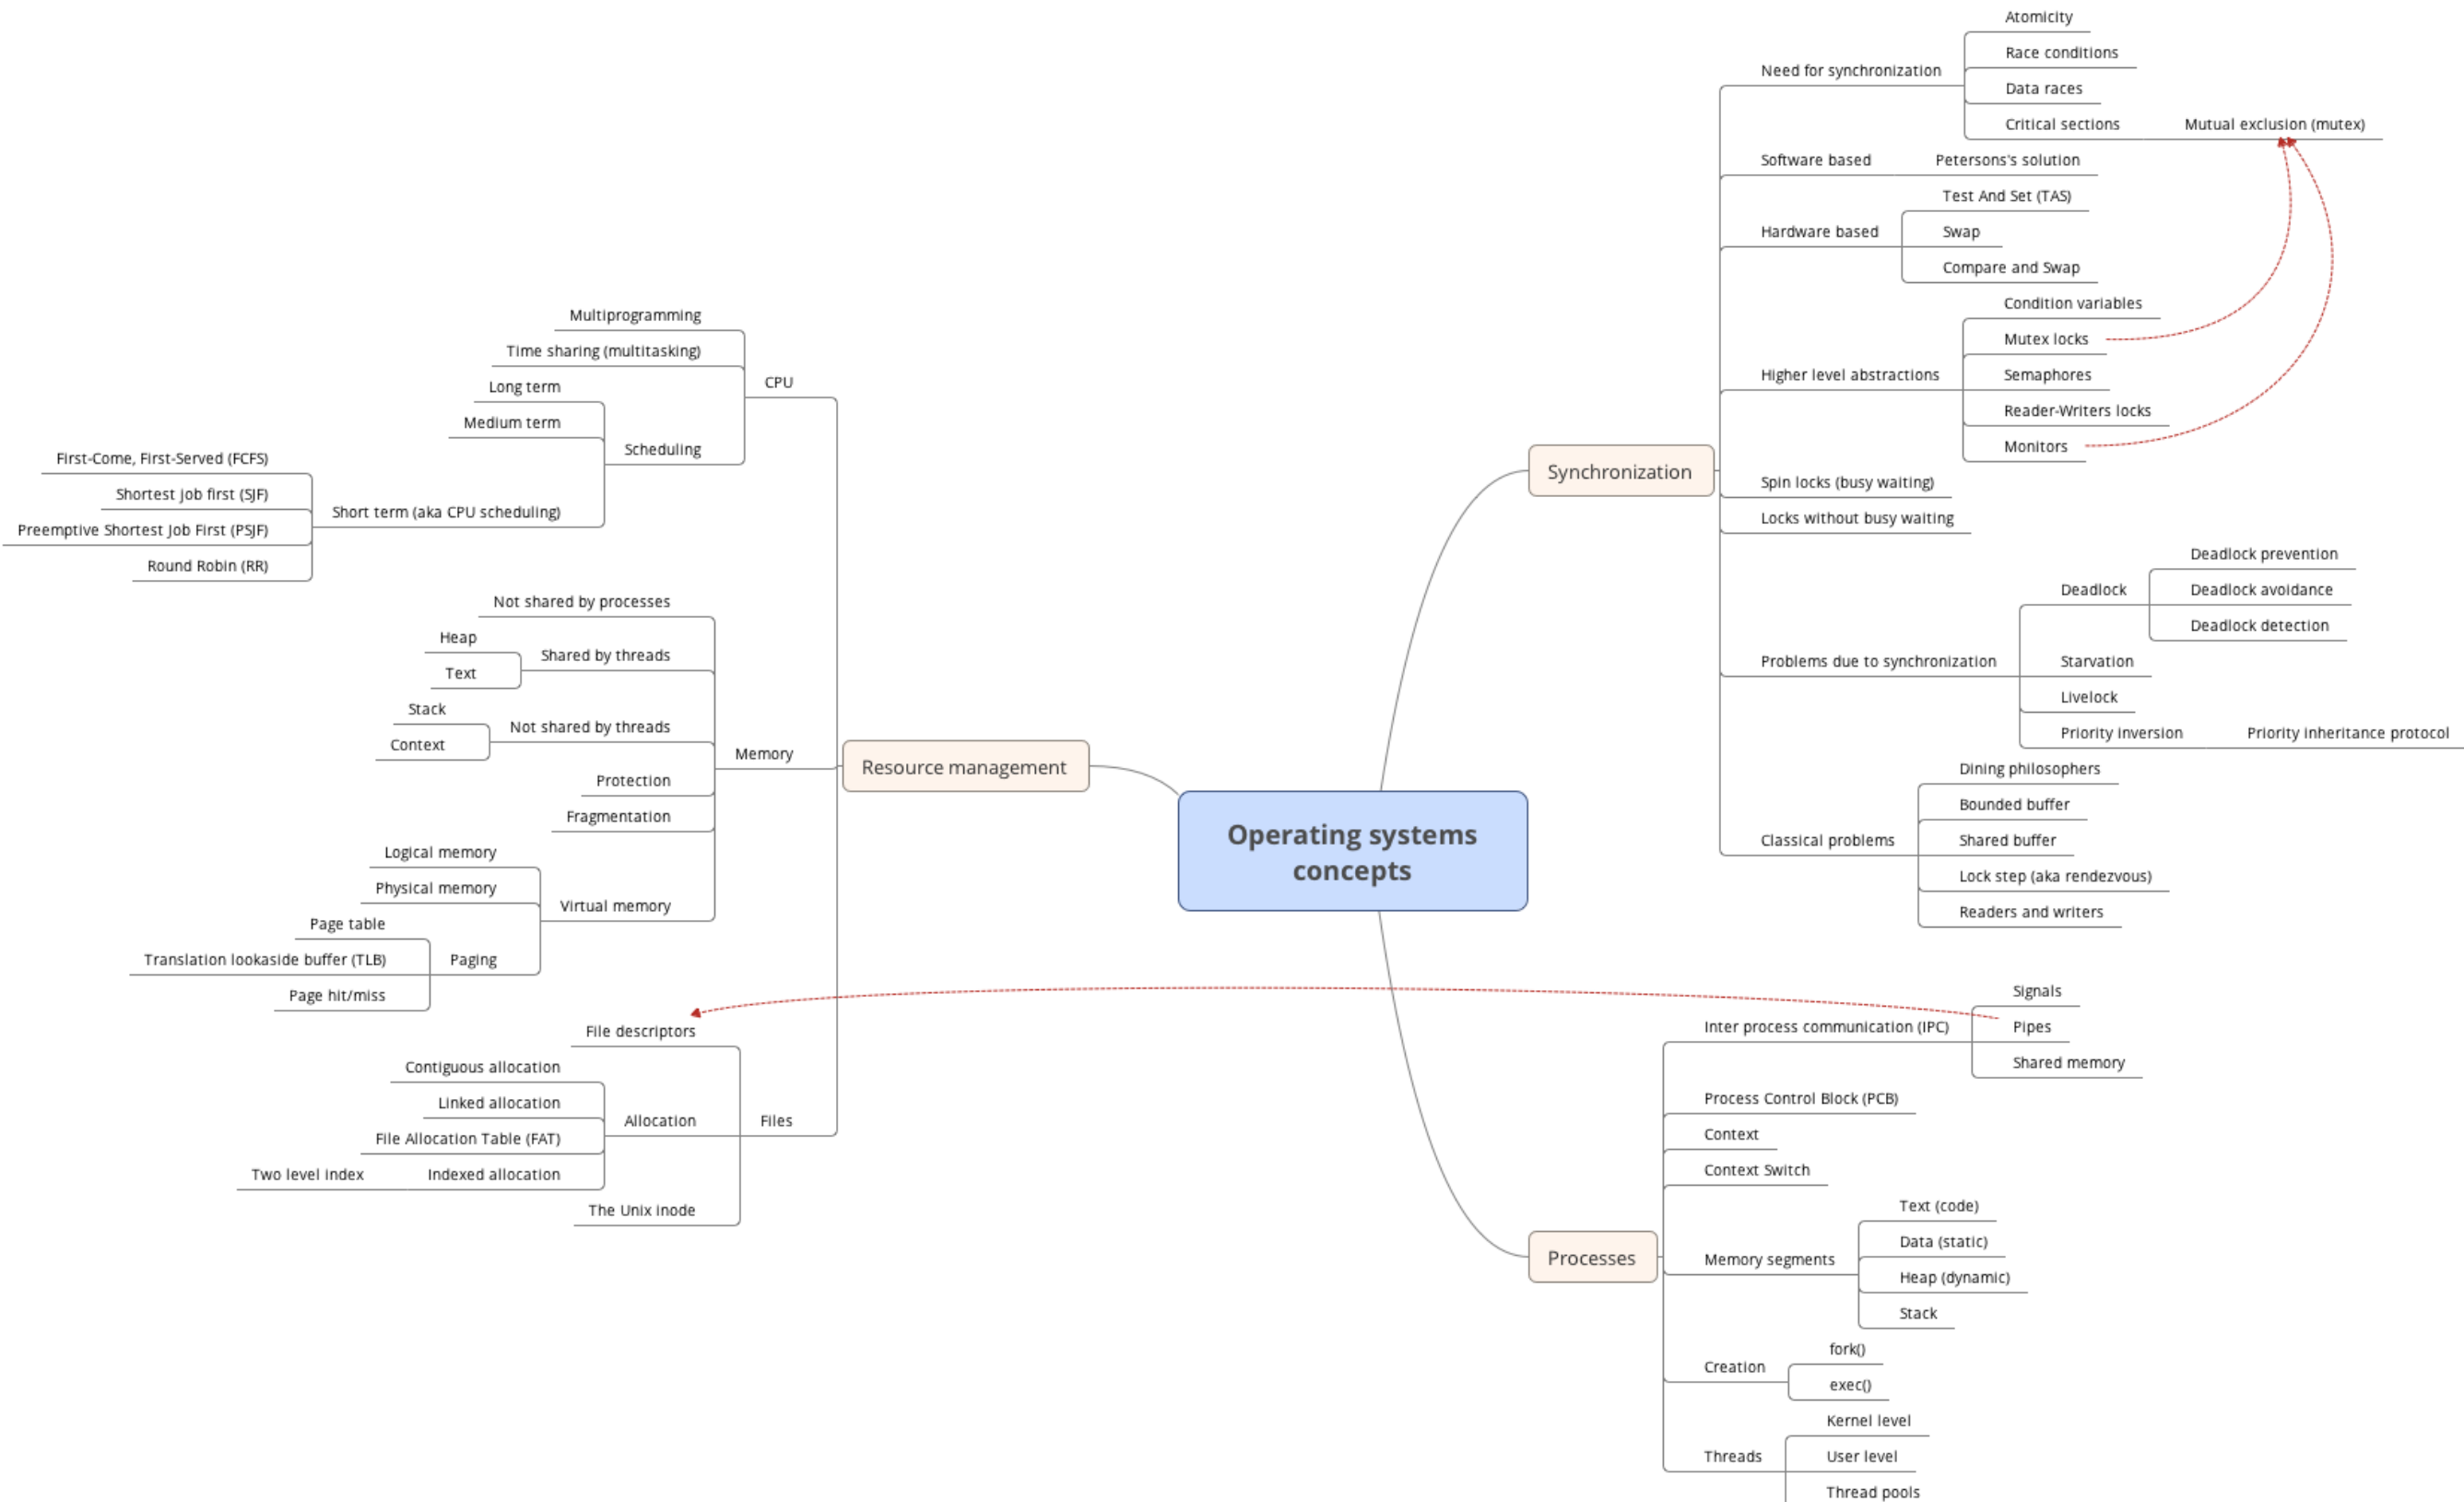 Operating systems
concepts
Synchronization
Need for synchronization
Atomicity
Race conditions
Data races
Critical sections
Mutual exclusion (mutex)
Software based
Petersons's solution
Hardware based
Test And Set (TAS)
Swap
Compare and Swap
Higher level abstractions
Condition variables
Mutex locks
Semaphores
Reader-Writers locks
Monitors
Spin locks (busy waiting)
Locks without busy waiting
Problems due to synchronization
Deadlock
Deadlock prevention
Deadlock avoidance
Deadlock detection
Starvation
Livelock
Priority inversion
Priority inheritance protocol
Classical problems
Dining philosophers
Bounded buffer
Shared buffer
Lock step (aka rendezvous)
Readers and writers
Processes
Inter process communication (IPC)
Signals
Pipes
Shared memory
Process Control Block (PCB)
Context
Context Switch
Memory segments
Text (code)
Data (static)
Heap (dynamic)
Stack
Creation
fork()
exec()
Threads
Kernel level
User level
Thread pools
Resource management
CPU
Multiprogramming
Time sharing (multitasking)
Scheduling
Long term
Medium term
Short term (aka CPU scheduling)
First-Come, First-Served (FCFS)
Shortest job first (SJF)
Preemptive Shortest Job First (PSJF)
Round Robin (RR)
Memory
Not shared by processes
Shared by threads
Heap
Text
Not shared by threads
Stack
Context
Protection
Fragmentation
Virtual memory
Logical memory
Physical memory
Paging
Page table
Translation lookaside buffer (TLB)
Page hit/miss
Files
File descriptors
Allocation
Contiguous allocation
Linked allocation
File Allocation Table (FAT)
Indexed allocation
Two level index
The Unix inode